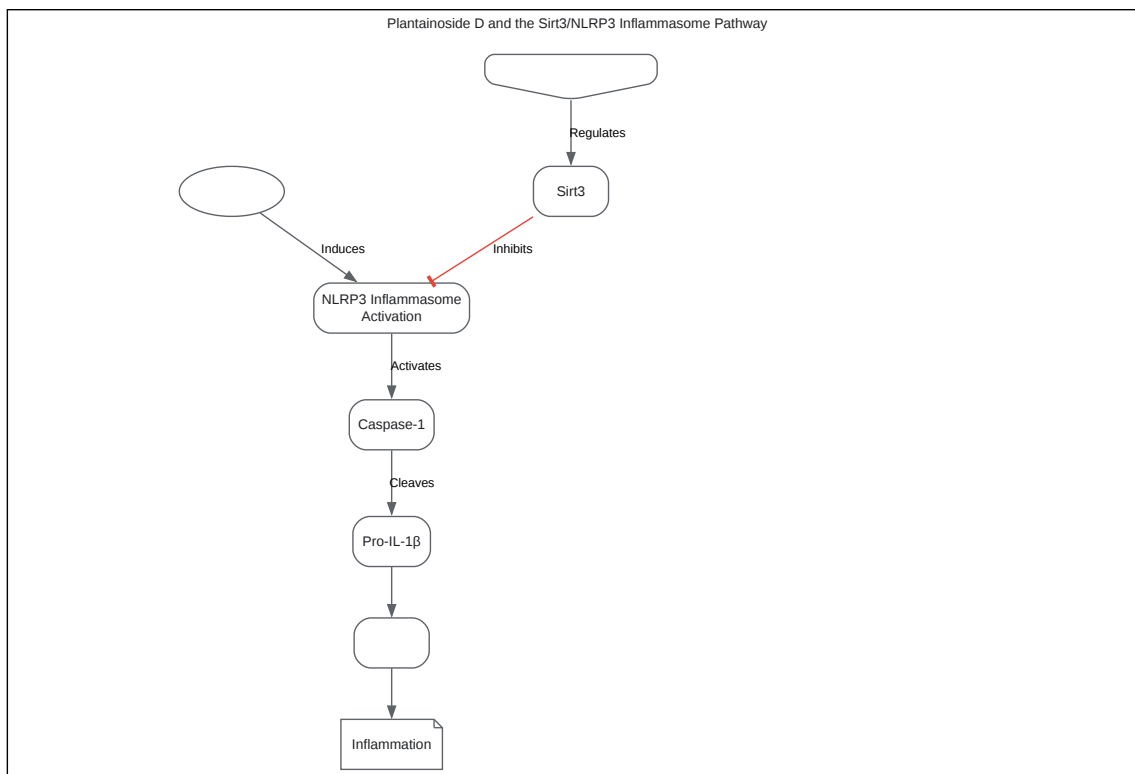 Plantainoside D and the Sirt3/NLRP3 Inflammasome Pathway
Regulates
Sirt3
Induces
Inhibits
NLRP3 Inflammasome
Activation
Activates
Caspase-1
Cleaves
Pro-IL-1β
Inflammation